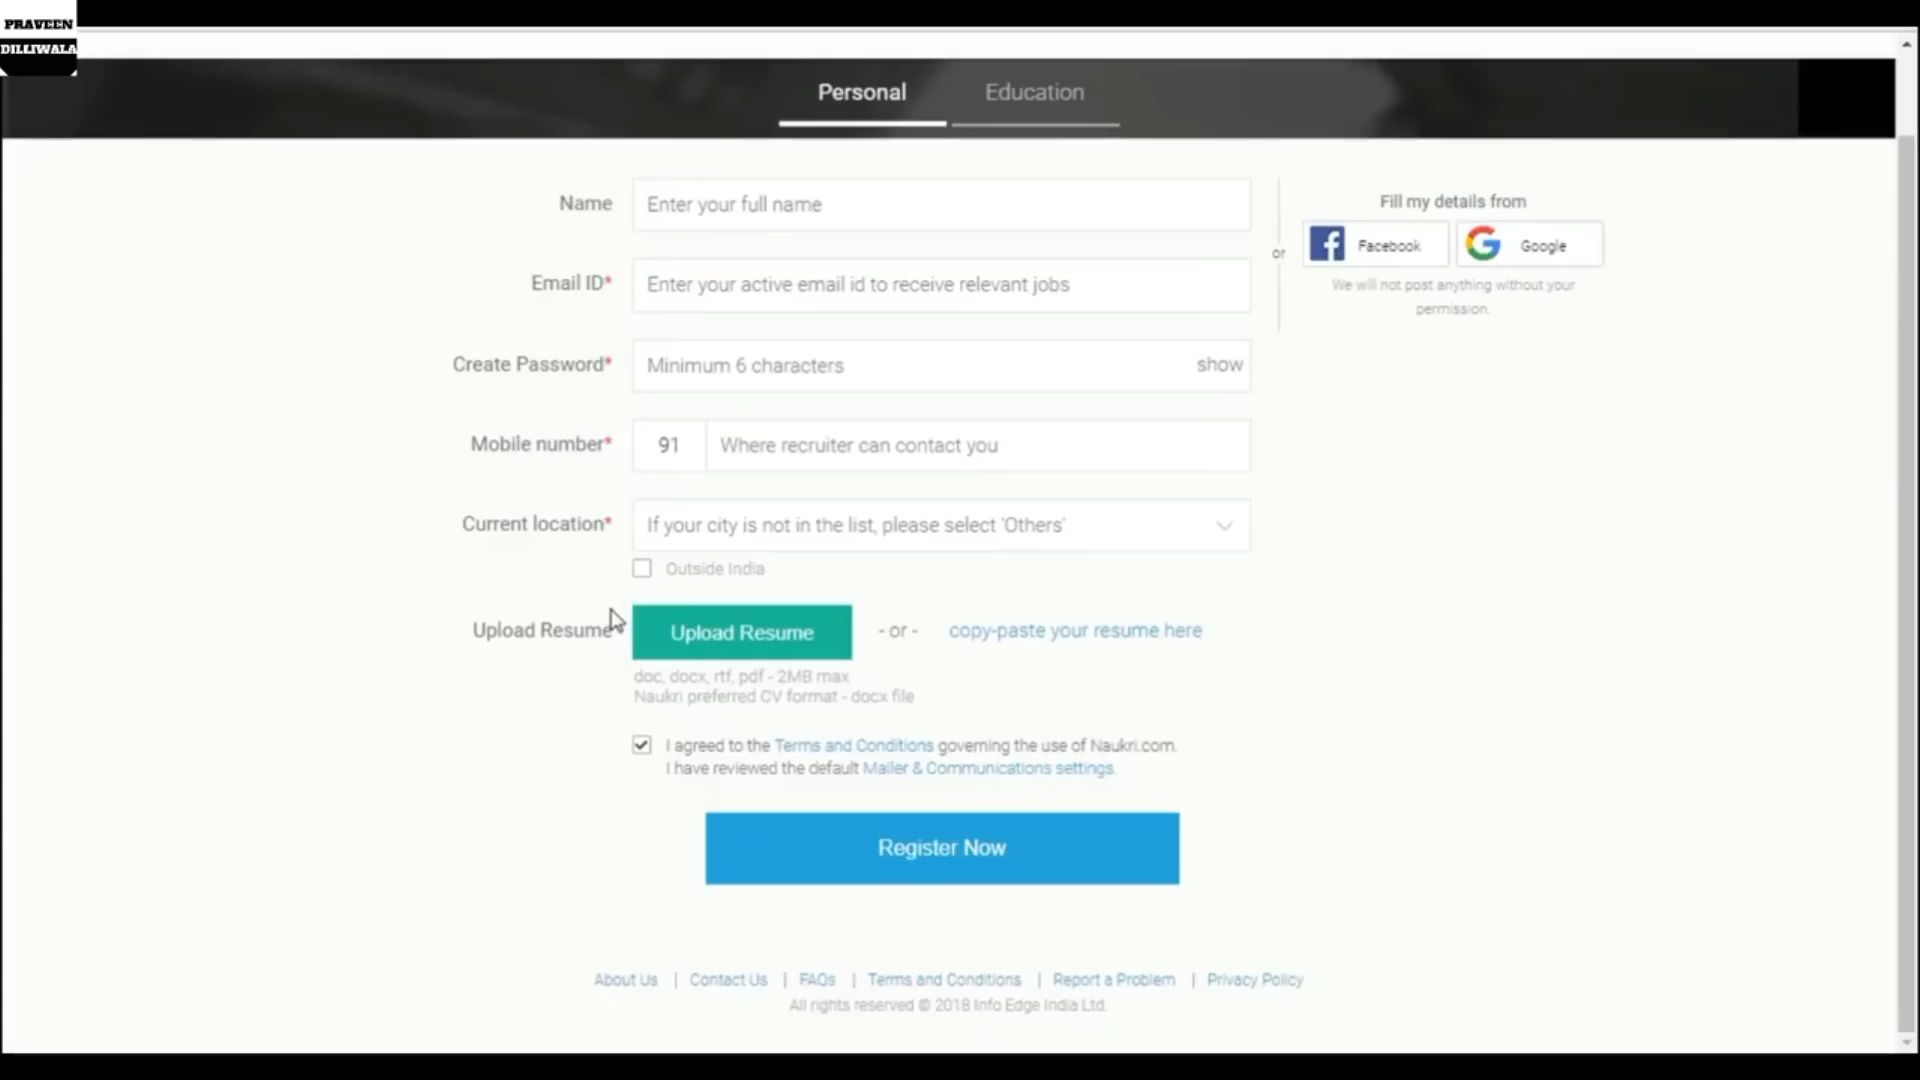 PRAVEEN
DILLIWALA
Personal
Education
Name
Enter your full name
Fill my details from
or
Facebook
Google
We will not post anything without your
permission.
Email ID*
Enter your active email id to receive relevant jobs
Create Password*
Minimum 6 characters
show
Mobile number*
91
Where recruiter can contact you
Current location*
If your city is not in the list, please select 'Others'
Outside India
Upload Resume
Upload Resume
- or -
copy-paste your resume here
doc, docx, rtf, pdf - 2MB max
Naukri preferred CV format - docx file
I agreed to the Terms and Conditions governing the use of Naukri.com.
I have reviewed the default Mailer & Communications settings.
Register Now
About Us | Contact Us | FAQs | Terms and Conditions | Report a Problem | Privacy Policy
All rights reserved © 2018 Info Edge India Ltd.